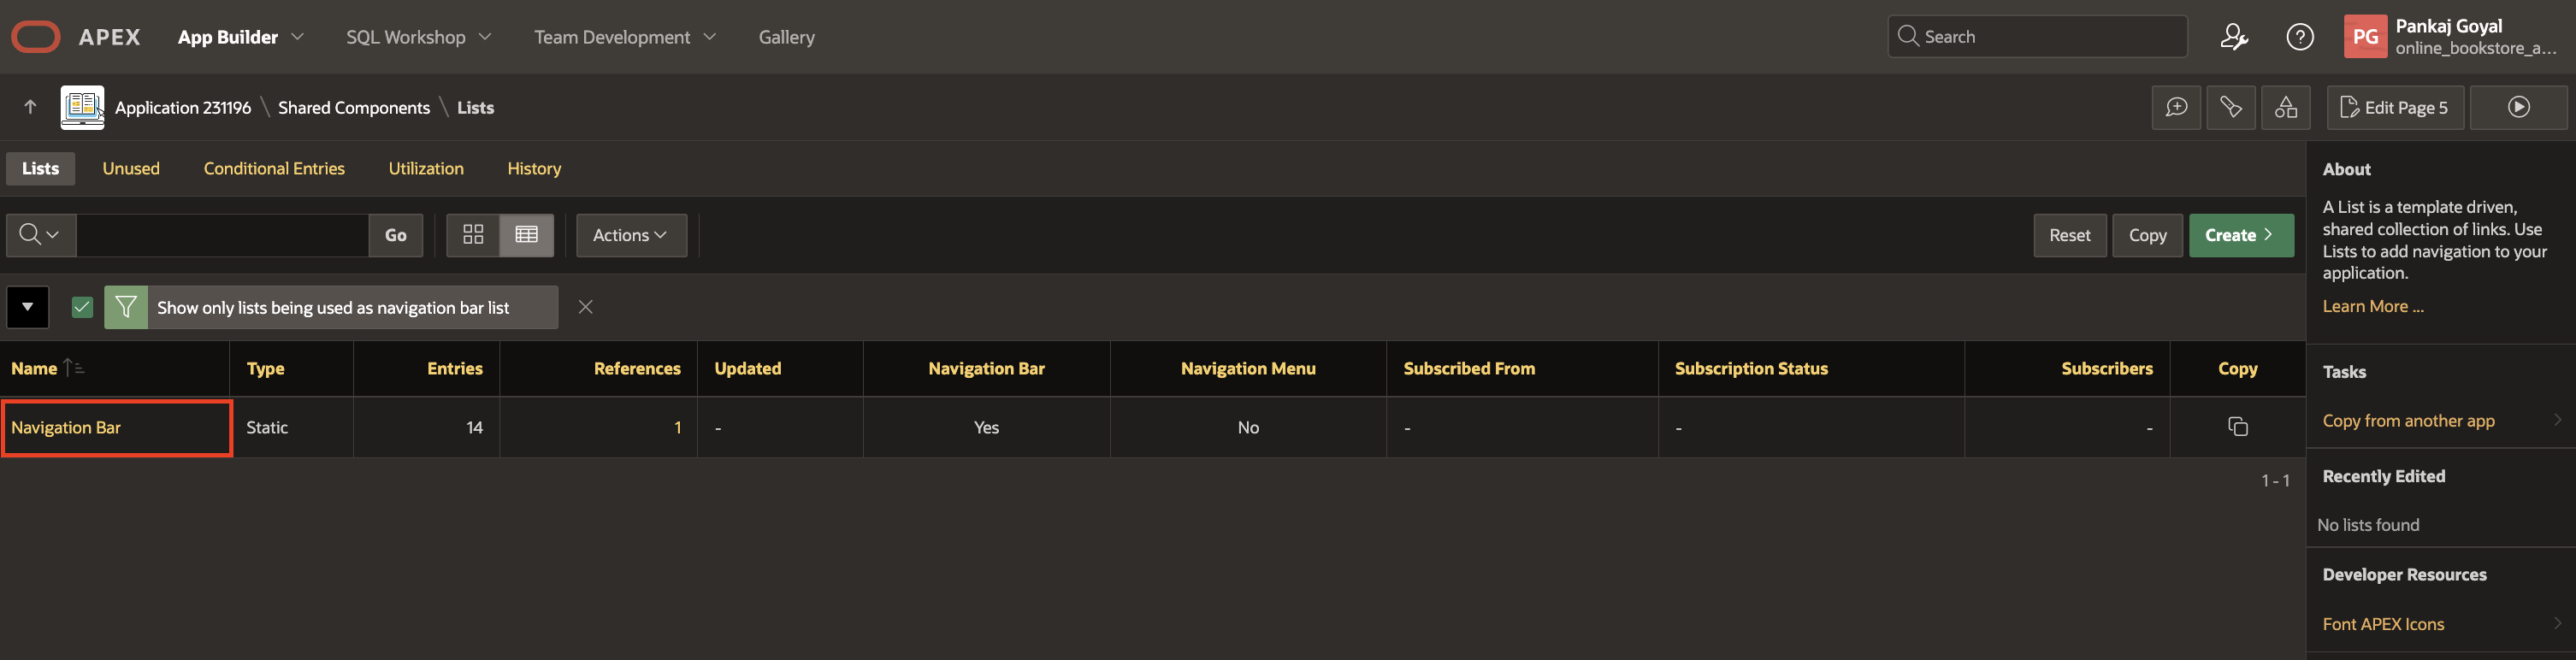 APEX App Builder SQL Workshop Team Development Gallery Search PG Pankaj Goyal
online_bookstore_a...
Application 231196 \ Shared Components \ Lists Edit Page 5
Lists Unused Conditional Entries Utilization History
Go Actions Reset Copy Create
Show only lists being used as navigation bar list
Name Type Entries References Updated Navigation Bar Navigation Menu Subscribed From Subscription Status Subscribers Copy
Navigation Bar Static 14 1 - Yes No - - -
1 - 1
About
A List is a template driven,
shared collection of links. Use
Lists to add navigation to your
application.
Learn More ...
Tasks
Copy from another app
Recently Edited
No lists found
Developer Resources
Font APEX Icons